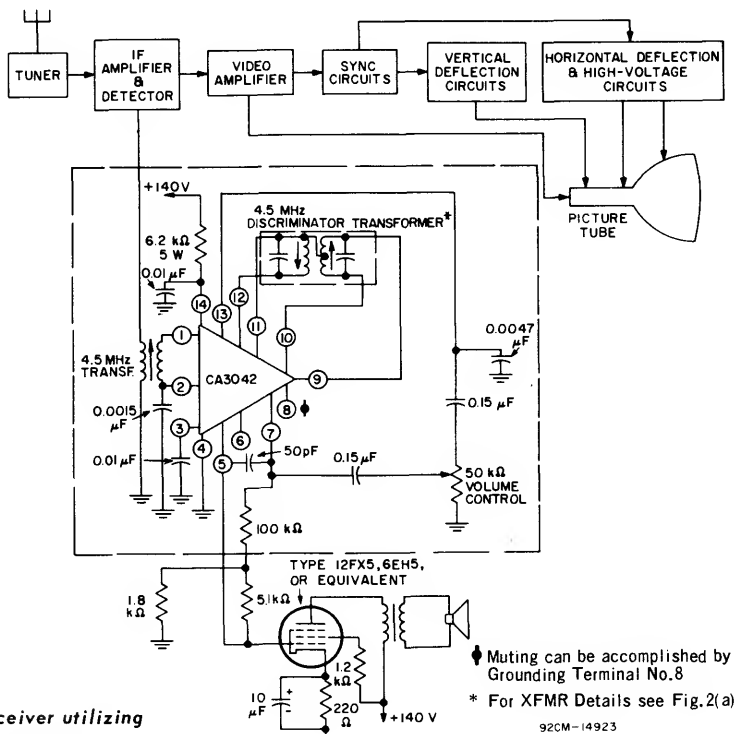 TUNER
IF
AMPLIFIER
&
DETECTOR
VIDEO
AMPLIFIER
SYNC
CIRCUITS
VERTICAL
DEFLECTION
CIRCUITS
HORIZONTAL DEFLECTION
& HIGH-VOLTAGE
CIRCUITS
PICTURE
TUBE
+140V
6.2 kΩ
5 W
0.01 μF
4.5 MHz
DISCRIMINATOR TRANSFORMER*
14
13
12
11
10
4.5 MHz
TRANSF.
1
2
3
4
5
6
7
8 ϕ
9
CA3042
0.0015
μF
0.01 μF
50pF
0.15 μF
0.0047
μF
0.15 μF
50 kΩ
VOLUME
CONTROL
100 kΩ
1.8
kΩ
5.1kΩ
TYPE 12FX5, 6EH5,
OR EQUIVALENT
1.2
kΩ
10
μF
+
-
220
Ω
+140 V
ϕ Muting can be accomplished by
Grounding Terminal No.8
* For XFMR Details see Fig.2(a)
92CM-14923
ceiver utilizing